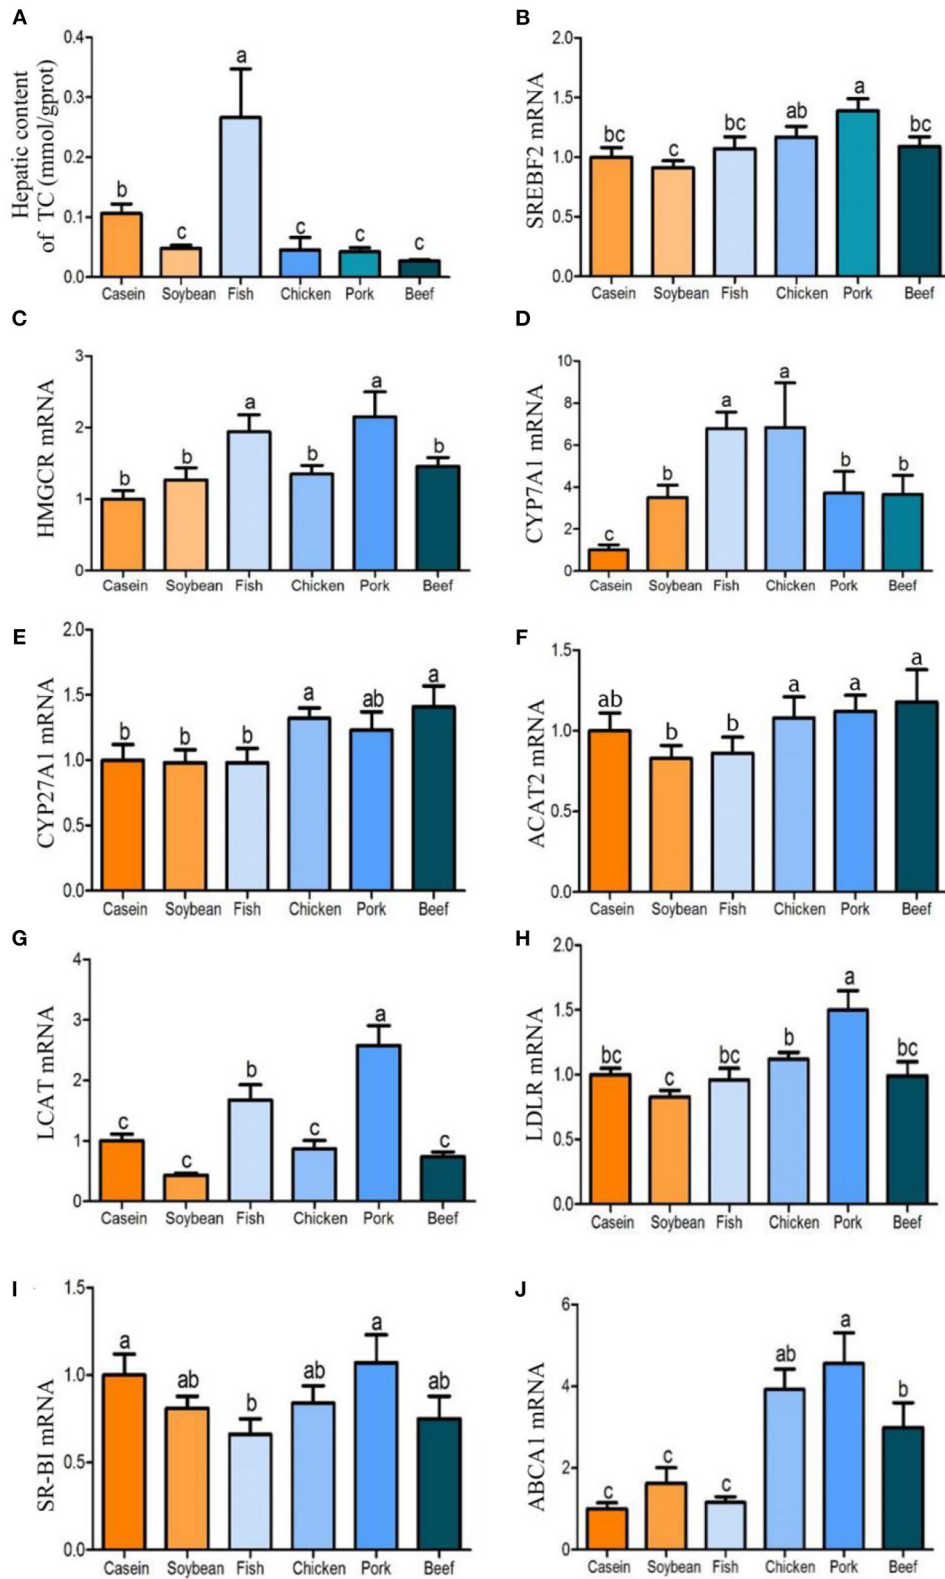 A
Hepatic content
of TC (mmol/gprot)
0.4
0.3
0.2
0.1
0.0
b
c
a
c
c
c
Casein Soybean Fish Chicken Pork Beef
B
SREBF2 mRNA
2.0
1.5
1.0
0.5
0.0
bc
c
bc
ab
a
bc
Casein Soybean Fish Chicken Pork Beef
C
HMGCR mRNA
3
2
1
0
b
b
a
b
a
b
Casein Soybean Fish Chicken Pork Beef
D
CYP7A1 mRNA
10
8
6
4
2
0
c
b
a
a
b
b
Casein Soybean Fish Chicken Pork Beef
E
CYP27A1 mRNA
2.0
1.5
1.0
0.5
0.0
b
b
b
a
ab
a
Casein Soybean Fish Chicken Pork Beef
F
ACAT2 mRNA
1.5
1.0
0.5
0.0
ab
b
b
a
a
a
Casein Soybean Fish Chicken Pork Beef
G
LCAT mRNA
4
3
2
1
0
c
c
b
c
a
c
Casein Soybean Fish Chicken Pork Beef
H
LDLR mRNA
2.0
1.5
1.0
0.5
0.0
bc
c
bc
b
a
bc
Casein Soybean Fish Chicken Pork Beef
I
SR-BI mRNA
1.5
1.0
0.5
0.0
a
ab
b
ab
a
ab
Casein Soybean Fish Chicken Pork Beef
J
ABCA1 mRNA
6
4
2
0
c
c
c
ab
a
b
Casein Soybean Fish Chicken Pork Beef